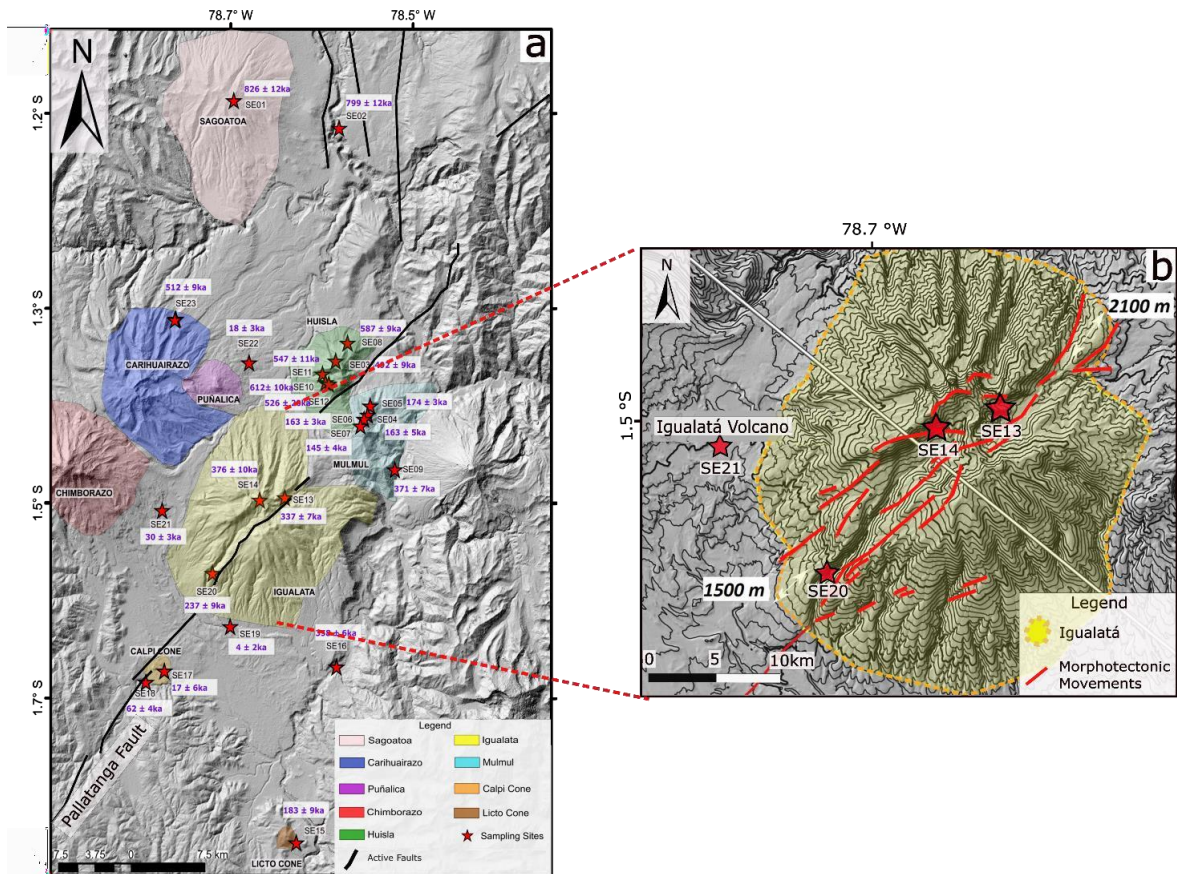 78.7° W
78.5° W
N
a
826 ± 12ka
SE01
SAGOATOA
799 ± 12ka
SE02
1.2° S
512 ± 9ka
SE23
1.3° S
18 ± 3ka
SE22
HUISLA
587 ± 9ka
SE08
547 ± 11ka
SE03
SE11
CARIHUAIRAZO
PUÑALICA
612± 10ka
SE10
SE12
SE05
174 ± 3ka
163 ± 3ka
SE06
SE04
SE07
163 ± 5ka
145 ± 4ka
MULMUL
SE09
371 ± 7ka
376 ± 10ka
SE14
SE13
337 ± 7ka
CHIMBORAZO
1.5° S
SE21
30 ± 3ka
SE20
237 ± 9ka
IGUALATA
SE19
4 ± 2ka
SE16
CALPI CONE
SE17
17 ± 6ka
SE18
62 ± 4ka
1.7° S
Pallatanga Fault
183 ± 9ka
SE15
LICTO CONE
7.5 3.75 0 7.5 km
Legend
Sagoatoa
Igualata
Carihuairazo
Mulmul
Puñalica
Calpi Cone
Chimborazo
Licto Cone
Huisla
Sampling Sites
Active Faults
78.7 °W
N
b
2100 m
1.5 °S
Igualatá Volcano
SE21
SE14
SE13
SE20
1500 m
0 5 10km
Legend
Igualatá
Morphotectonic
Movements